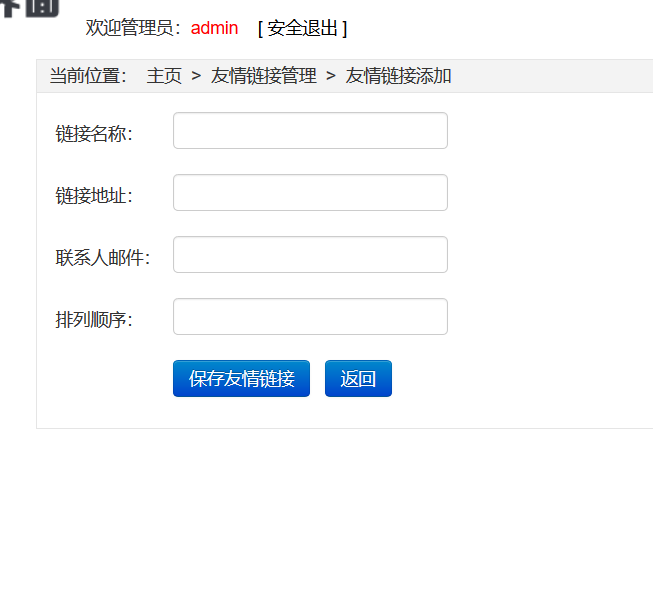 欢迎管理员：admin [ 安全退出 ]
当前位置： 主页 > 友情链接管理 > 友情链接添加
链接名称：
链接地址：
联系人邮件：
排列顺序：
保存友情链接 返回